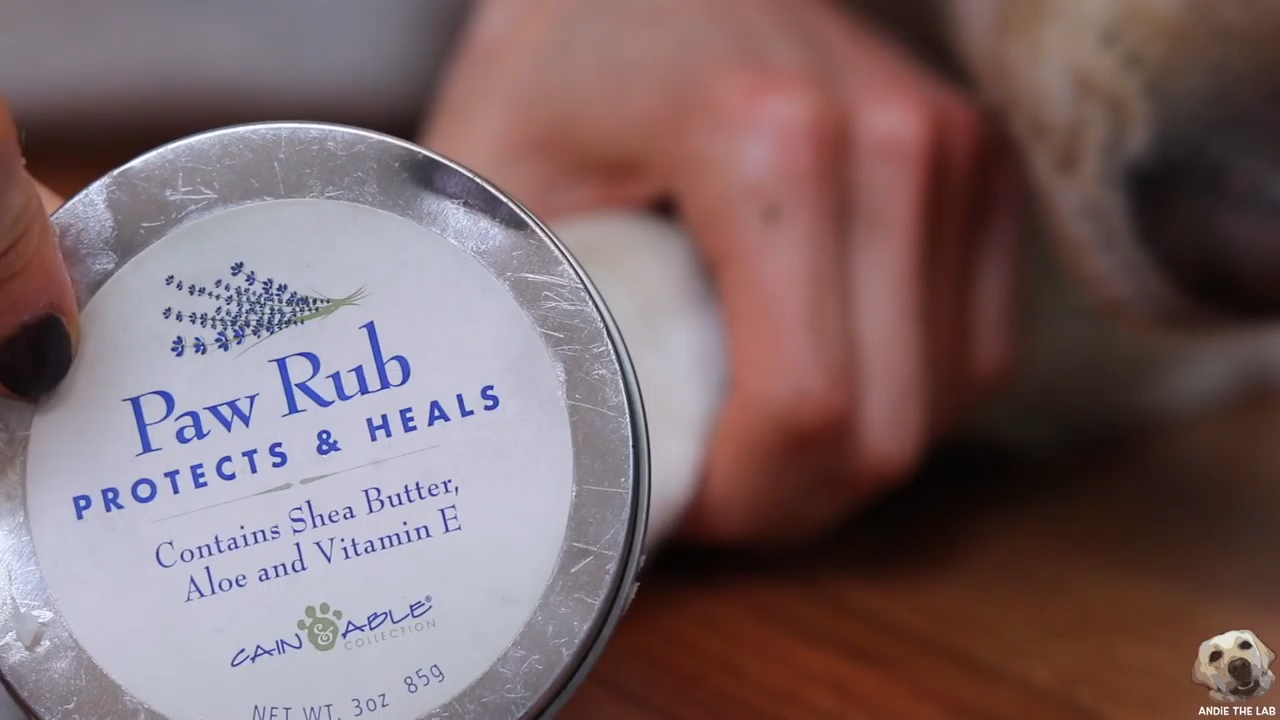 Paw Rub
PROTECTS & HEALS
Contains Shea Butter,
Aloe and Vitamin E
CAIN & ABLE®
COLLECTION
NET WT. 3oz 85g
ANDIE THE LAB